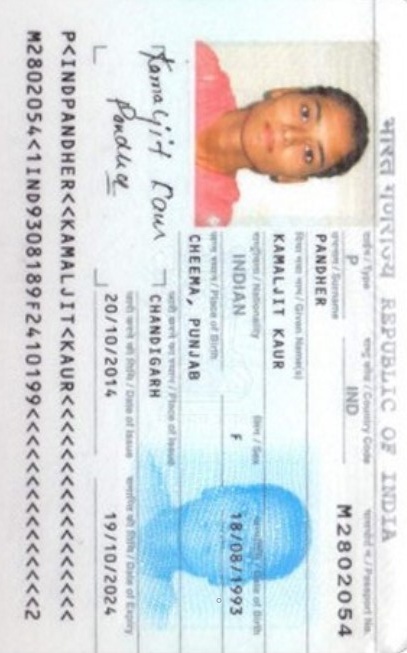 भारत गणराज्य REPUBLIC OF INDIA
टाईप / Type
P
राष्ट्र कोड / Country Code
IND
पासपोर्ट नं. / Passport No.
M2802054
उपनाम / Surname
PANDHER
दिया गया नाम / Given Name(s)
KAMALJIT KAUR
राष्ट्रीयता / Nationality
INDIAN
लिंग / Sex
F
जन्मतिथि / Date of Birth
18/08/1993
जन्म स्थान / Place of Birth
CHEEMA, PUNJAB
जारी करने का स्थान / Place of Issue
CHANDIGARH
जारी करने की तिथि / Date of Issue
20/10/2014
समाप्ति की तिथि / Date of Expiry
19/10/2024
Kamaljit Kaur
Pandher
P<INDPANDHER<<KAMALJIT<KAUR<<<<<<<<<<<<<<<<<
M2802054<1IND9308189F2410199<<<<<<<<<<<<<<<2